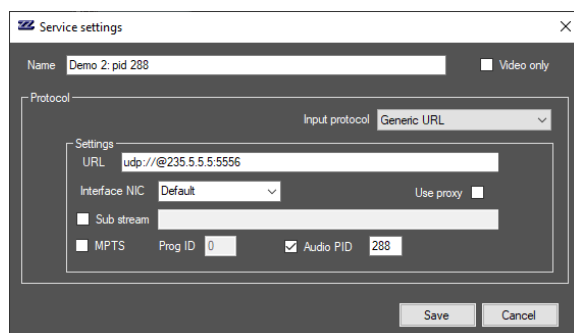 Service settings
Name Demo 2: pid 288 Video only
Protocol
Input protocol Generic URL
Settings
URL udp://@235.5.5.5:5556
Interface NIC Default Use proxy
Sub stream
MPTS Prog ID 0 Audio PID 288
Save Cancel